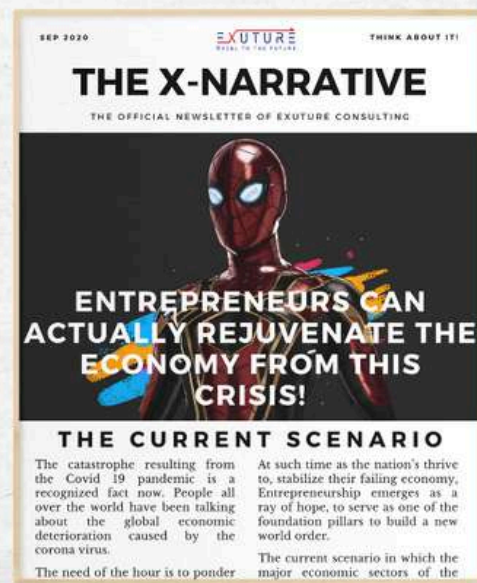 SEP 2020
EXUTURE
EXCEL TO THE FUTURE
THINK ABOUT IT!
THE X-NARRATIVE
THE OFFICIAL NEWSLETTER OF EXUTURE CONSULTING
ENTREPRENEURS CAN
ACTUALLY REJUVENATE THE
ECONOMY FROM THIS
CRISIS!
THE CURRENT SCENARIO
The catastrophe resulting from
the Covid 19 pandemic is a
recognized fact now. People all
over the world have been talking
about the global economic
deterioration caused by the
corona virus.
The need of the hour is to ponder
At such time as the nation's thrive
to, stabilize their failing economy,
Entrepreneurship emerges as a
ray of hope, to serve as one of the
foundation pillars to build a new
world order.
The current scenario in which the
major economic sectors of the